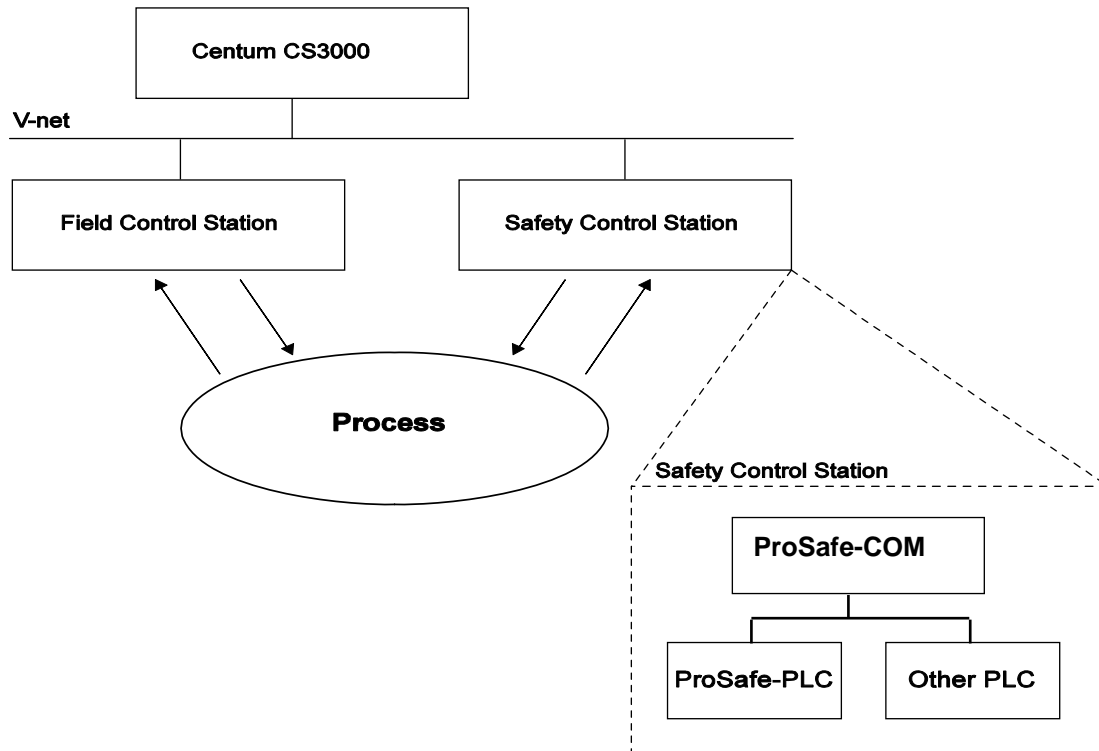 Centum CS3000
V-net
Field Control Station
Safety Control Station
Process
Safety Control Station
ProSafe-COM
ProSafe-PLC
Other PLC